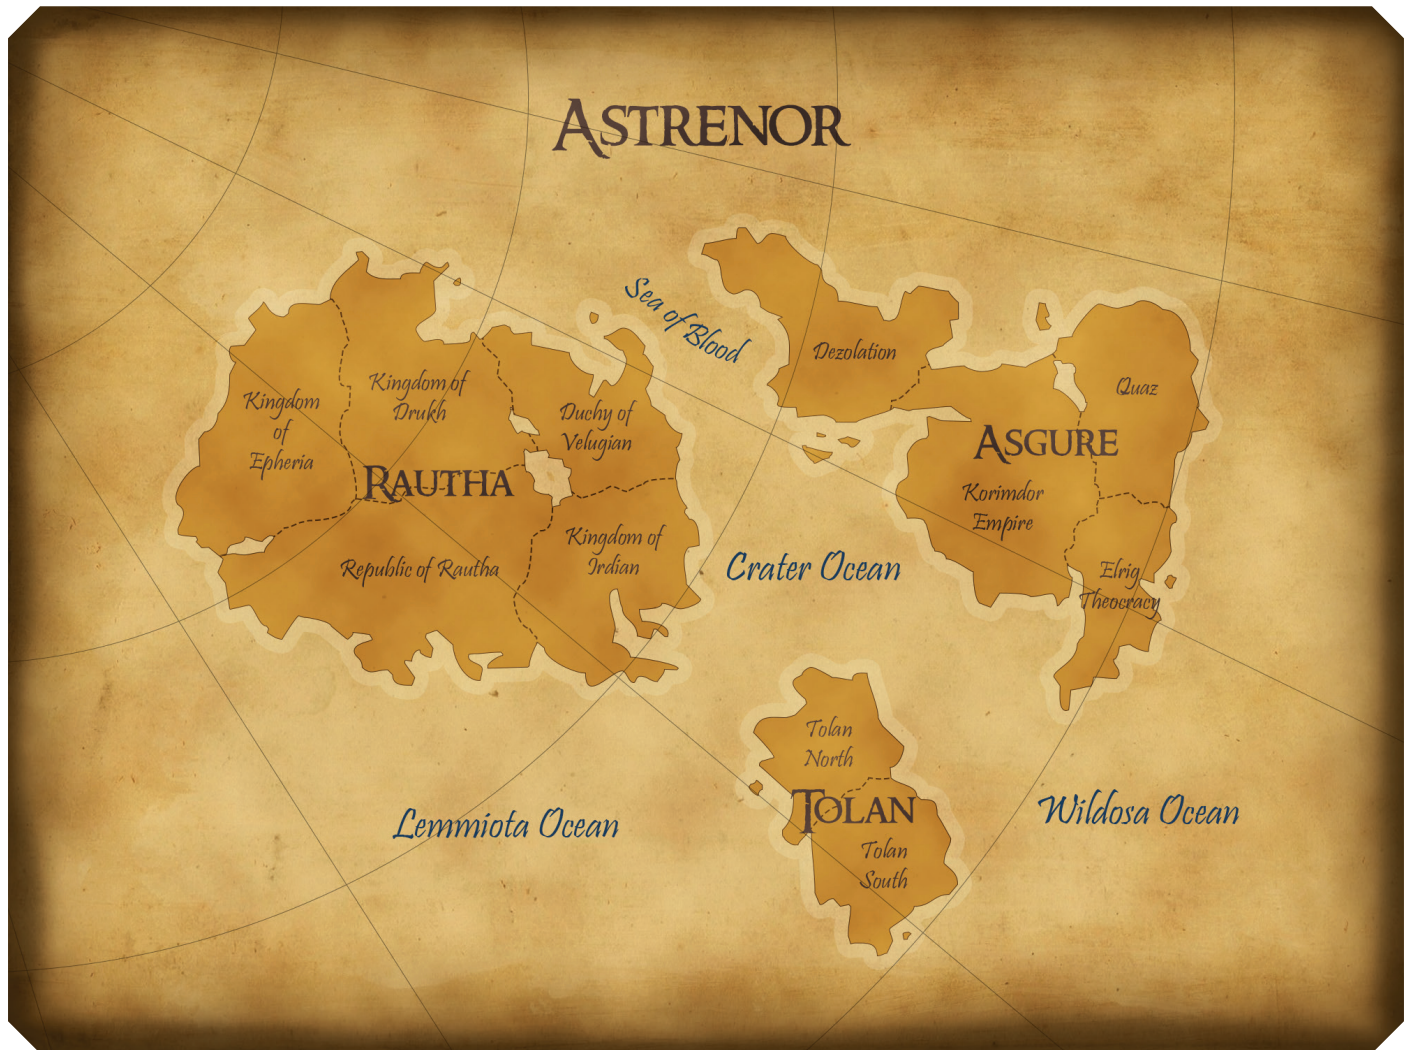 Astrenor
Sea of Blood
Dezolation
Kingdom of
Drukh
Quaz
Kingdom
of
Epheria
Duchy of
Velugian
Asgure
Rautha
Korimdor
Empire
Kingdom of
Irdian
Republic of Rautha
Crater Ocean
Elrig
Theocracy
Tolan
North
Tolan
Lemmiota Ocean
Wildosa Ocean
Tolan
South